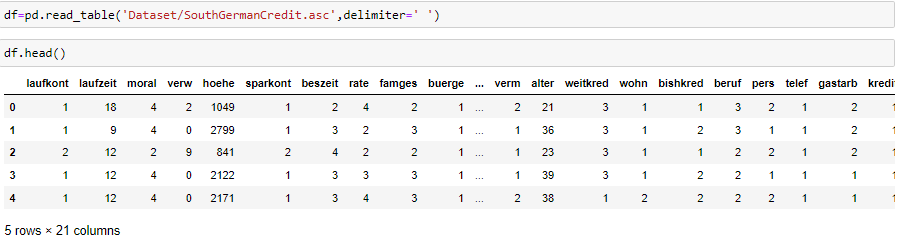 df=pd.read_table('Dataset/SouthGermanCredit.asc',delimiter=' ')
df.head()
laufkont laufzeit moral verw hoehe sparkont beszeit rate famges buerge ... verm alter weitkred wohn bishkred beruf pers telef gastarb kredi
0 1 18 4 2 1049 1 2 4 2 1 ... 2 21 3 1 1 3 2 1 2 1
1 1 9 4 0 2799 1 3 2 3 1 ... 1 36 3 1 2 3 1 1 2 1
2 2 12 2 9 841 2 4 2 2 1 ... 1 23 3 1 1 2 2 1 2 1
3 1 12 4 0 2122 1 3 3 3 1 ... 1 39 3 1 2 2 1 1 1 1
4 1 12 4 0 2171 1 3 4 3 1 ... 2 38 1 2 2 2 2 1 1 1
5 rows × 21 columns